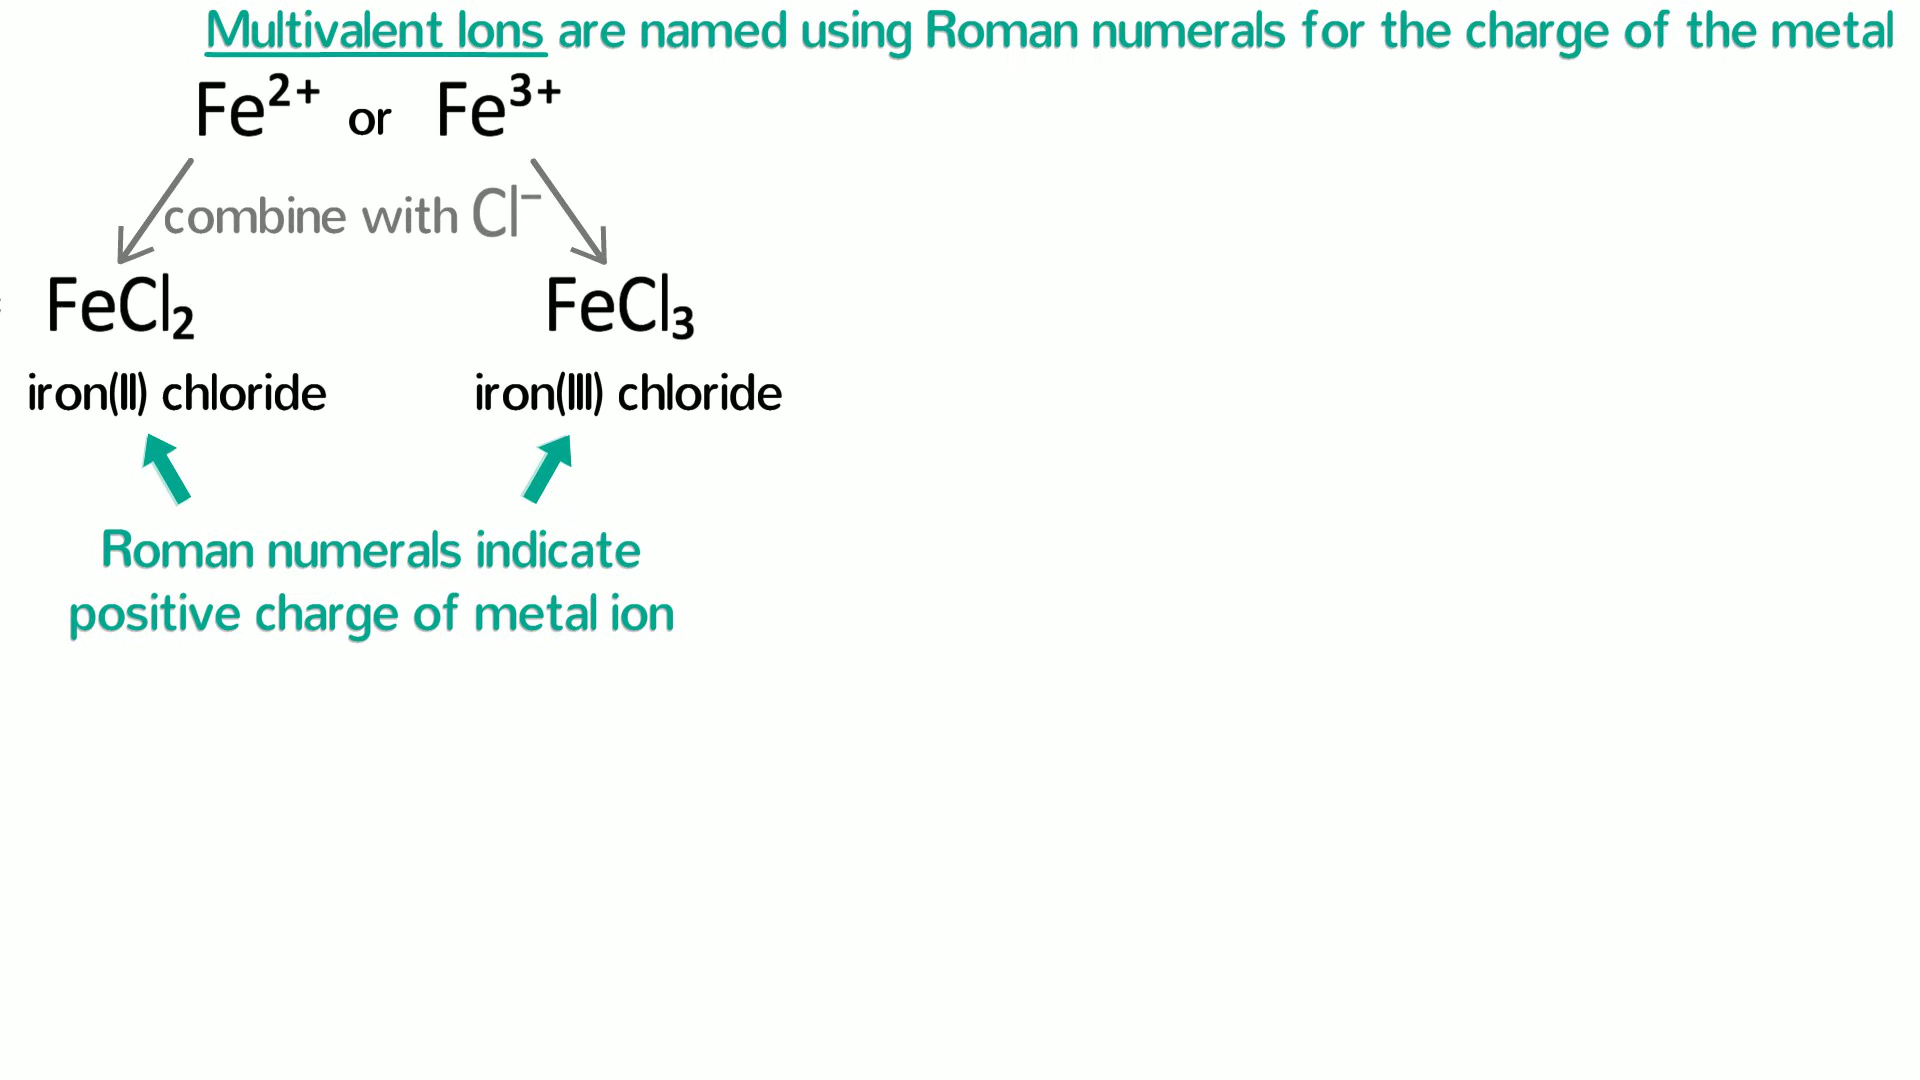 Multivalent Ions are named using Roman numerals for the charge of the metal
Fe²⁺ or Fe³⁺
combine with Cl⁻
FeCl₂ FeCl₃
iron(II) chloride iron(III) chloride
Roman numerals indicate
positive charge of metal ion